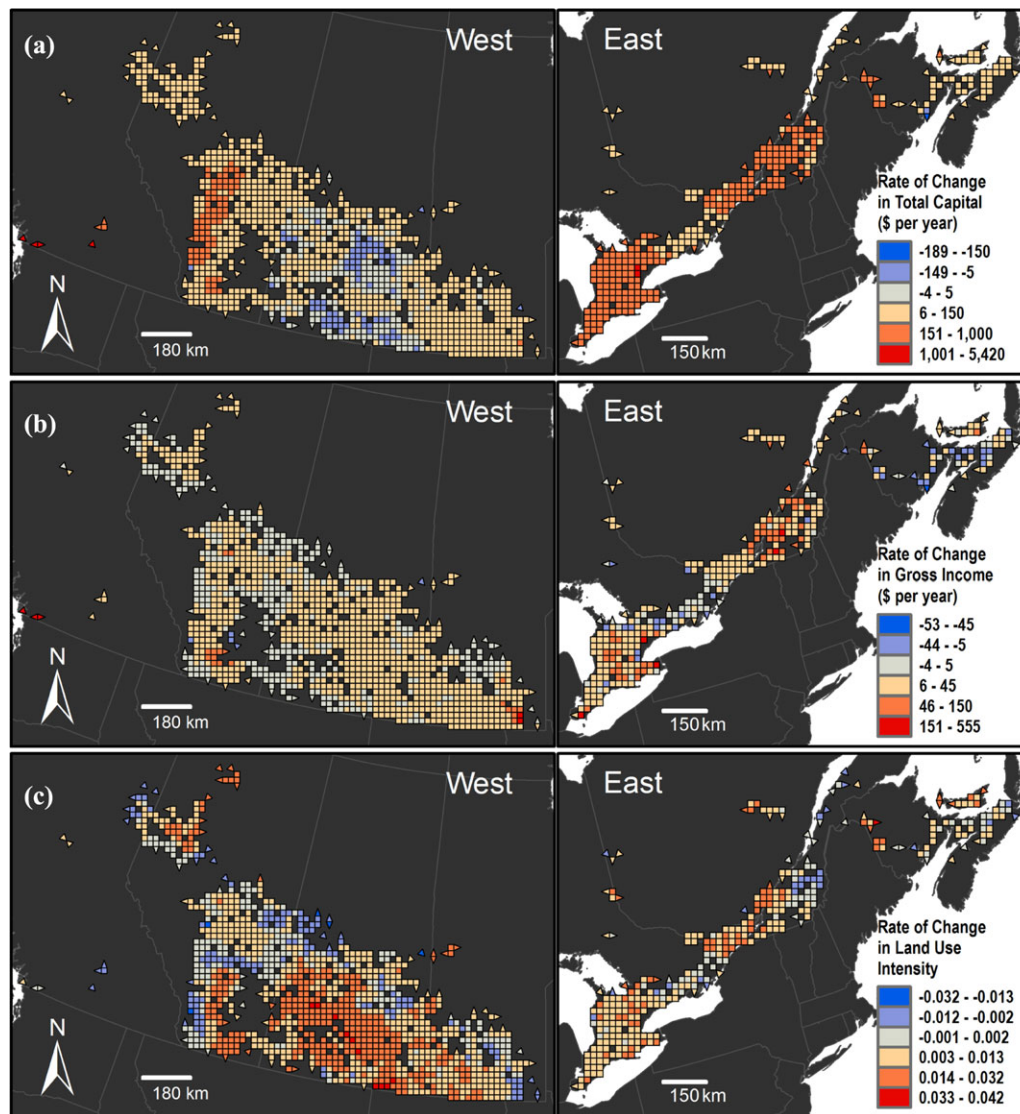 (a)
West
East
Rate of Change
in Total Capital
($ per year)
-189 - -150
-149 - -5
-4 - 5
6 - 150
151 - 1,000
1,001 - 5,420
N
180 km
150 km
(b)
West
East
Rate of Change
in Gross Income
($ per year)
-53 - -45
-44 - -5
-4 - 5
6 - 45
46 - 150
151 - 555
N
180 km
150 km
(c)
West
East
Rate of Change
in Land Use
Intensity
-0.032 - -0.013
-0.012 - -0.002
-0.001 - 0.002
0.003 - 0.013
0.014 - 0.032
0.033 - 0.042
N
180 km
150 km